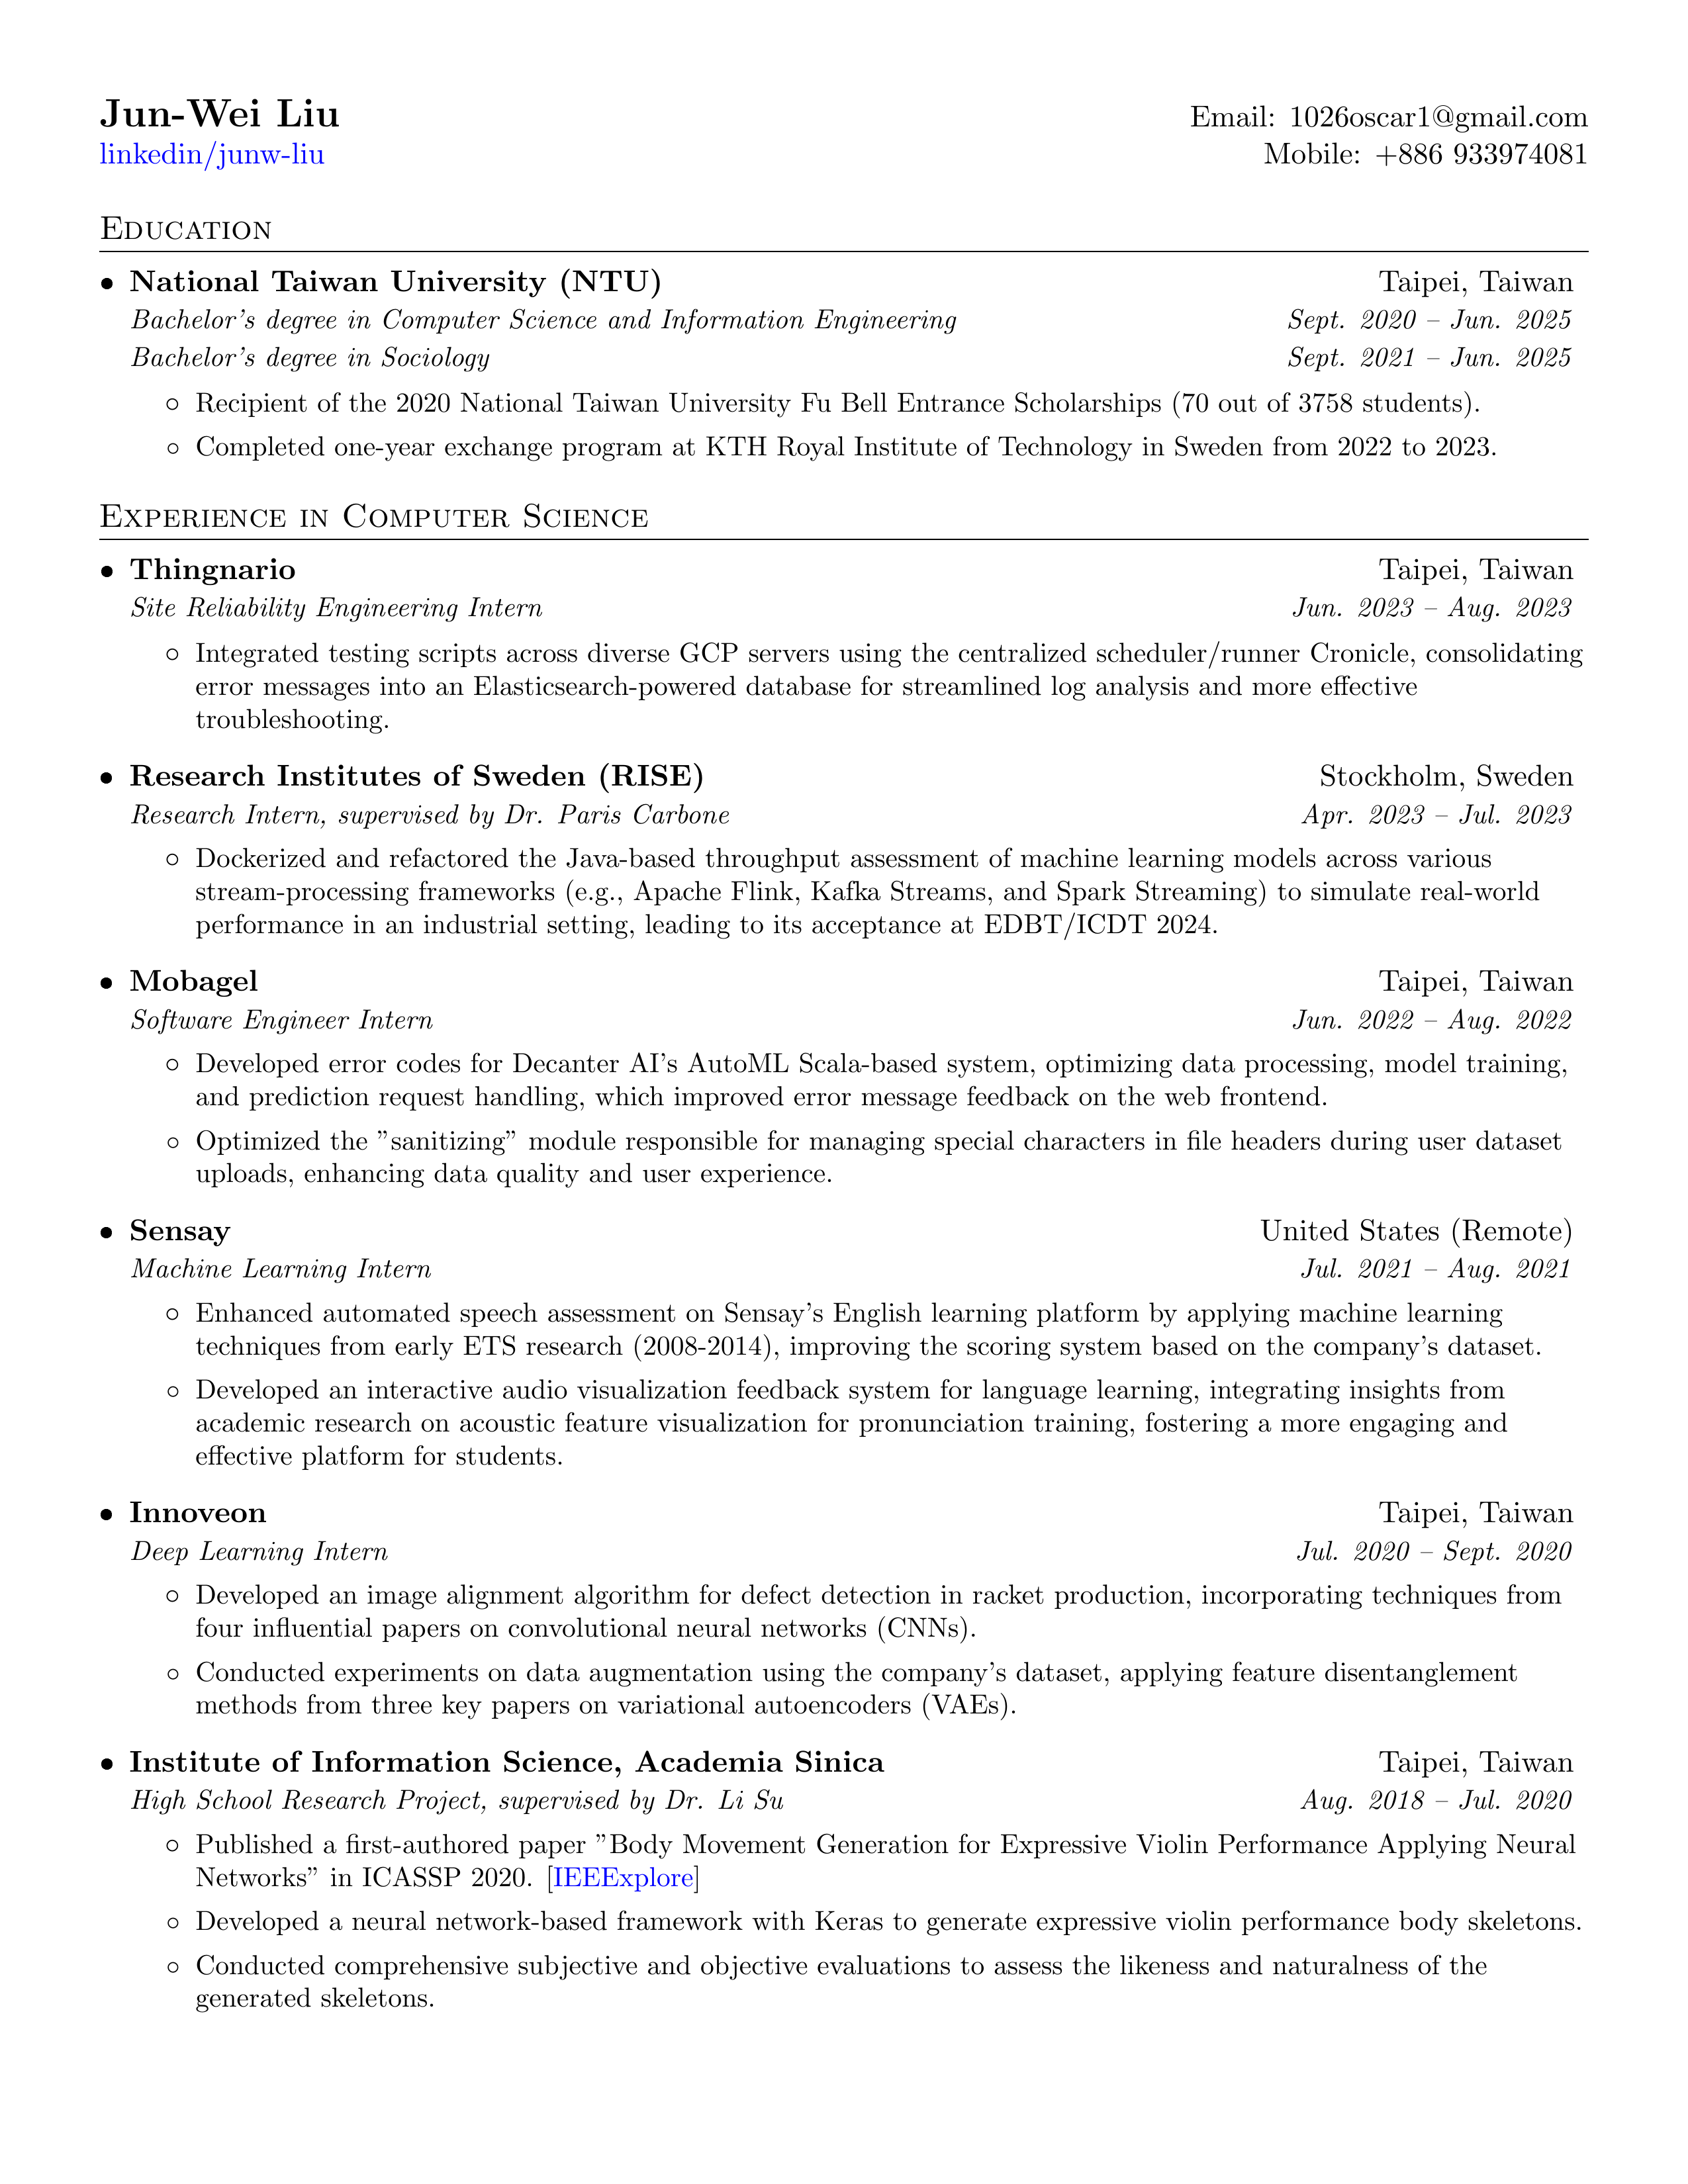 Jun-Wei Liu
Email: 1026oscar1@gmail.com
linkedin/junw-liu
Mobile: +886 933974081
Education
• National Taiwan University (NTU) Taipei, Taiwan
Bachelor's degree in Computer Science and Information Engineering Sept. 2020 – Jun. 2025
Bachelor's degree in Sociology Sept. 2021 – Jun. 2025
◦ Recipient of the 2020 National Taiwan University Fu Bell Entrance Scholarships (70 out of 3758 students).
◦ Completed one-year exchange program at KTH Royal Institute of Technology in Sweden from 2022 to 2023.
Experience in Computer Science
• Thingnario Taipei, Taiwan
Site Reliability Engineering Intern Jun. 2023 – Aug. 2023
◦ Integrated testing scripts across diverse GCP servers using the centralized scheduler/runner Cronicle, consolidating
error messages into an Elasticsearch-powered database for streamlined log analysis and more effective
troubleshooting.
• Research Institutes of Sweden (RISE) Stockholm, Sweden
Research Intern, supervised by Dr. Paris Carbone Apr. 2023 – Jul. 2023
◦ Dockerized and refactored the Java-based throughput assessment of machine learning models across various
stream-processing frameworks (e.g., Apache Flink, Kafka Streams, and Spark Streaming) to simulate real-world
performance in an industrial setting, leading to its acceptance at EDBT/ICDT 2024.
• Mobagel Taipei, Taiwan
Software Engineer Intern Jun. 2022 – Aug. 2022
◦ Developed error codes for Decanter AI's AutoML Scala-based system, optimizing data processing, model training,
and prediction request handling, which improved error message feedback on the web frontend.
◦ Optimized the ”sanitizing” module responsible for managing special characters in file headers during user dataset
uploads, enhancing data quality and user experience.
• Sensay United States (Remote)
Machine Learning Intern Jul. 2021 – Aug. 2021
◦ Enhanced automated speech assessment on Sensay's English learning platform by applying machine learning
techniques from early ETS research (2008-2014), improving the scoring system based on the company's dataset.
◦ Developed an interactive audio visualization feedback system for language learning, integrating insights from
academic research on acoustic feature visualization for pronunciation training, fostering a more engaging and
effective platform for students.
• Innoveon Taipei, Taiwan
Deep Learning Intern Jul. 2020 – Sept. 2020
◦ Developed an image alignment algorithm for defect detection in racket production, incorporating techniques from
four influential papers on convolutional neural networks (CNNs).
◦ Conducted experiments on data augmentation using the company's dataset, applying feature disentanglement
methods from three key papers on variational autoencoders (VAEs).
• Institute of Information Science, Academia Sinica Taipei, Taiwan
High School Research Project, supervised by Dr. Li Su Aug. 2018 – Jul. 2020
◦ Published a first-authored paper ”Body Movement Generation for Expressive Violin Performance Applying Neural
Networks” in ICASSP 2020. [IEEExplore]
◦ Developed a neural network-based framework with Keras to generate expressive violin performance body skeletons.
◦ Conducted comprehensive subjective and objective evaluations to assess the likeness and naturalness of the
generated skeletons.